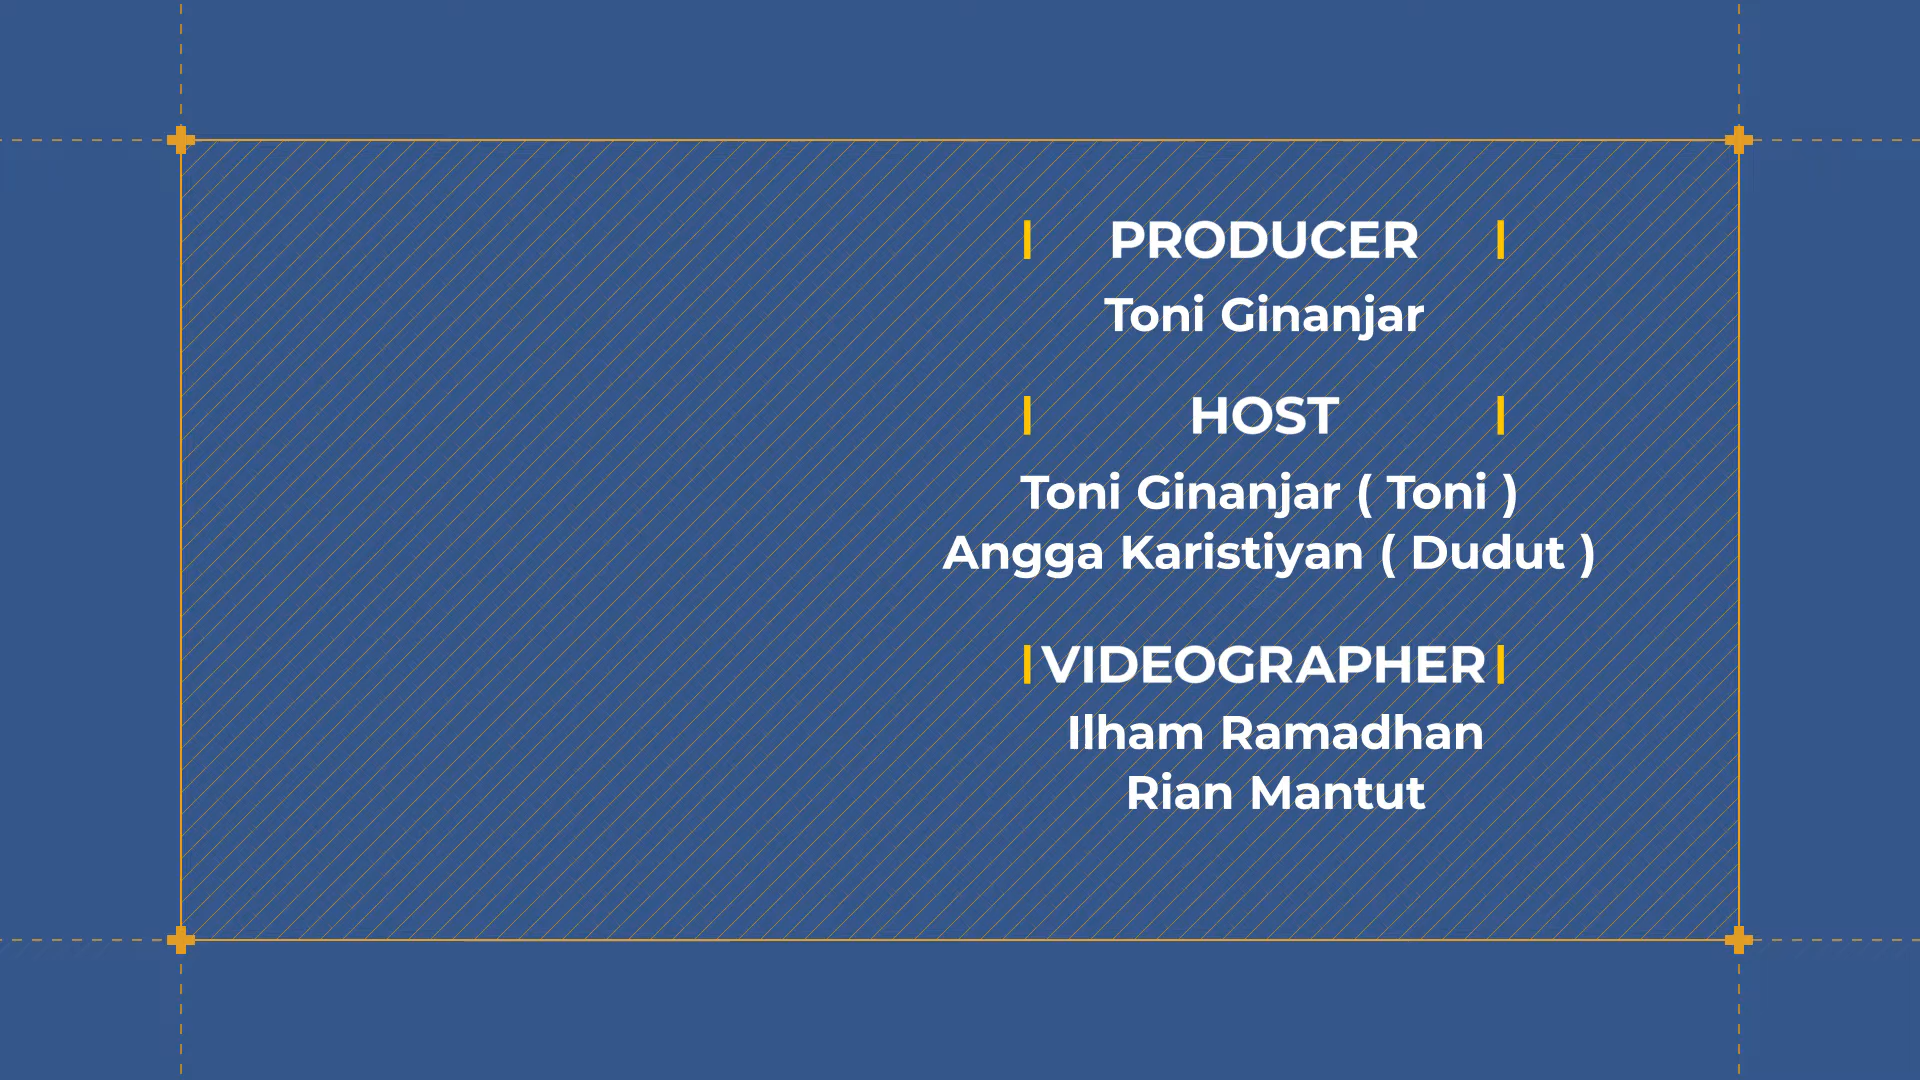 PRODUCER
Toni Ginanjar
HOST
Toni Ginanjar ( Toni )
Angga Karistiyan ( Dudut )
VIDEOGRAPHER
Ilham Ramadhan
Rian Mantut